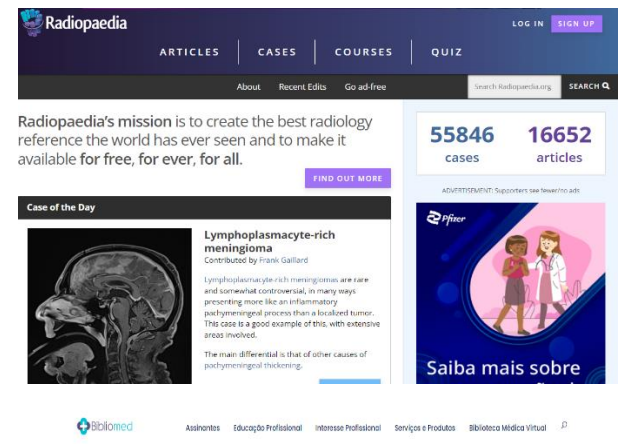 Radiopaedia
LOG IN SIGN UP
ARTICLES CASES COURSES QUIZ
About Recent Edits Go ad-free Search Radiopaedia.org SEARCH
Radiopaedia's mission is to create the best radiology
reference the world has ever seen and to make it
available for free, for ever, for all.
FIND OUT MORE
55846 16652
cases articles
ADVERTISEMENT: Supporters see fewer/no ads
Case of the Day
Lymphoplasmacyte-rich
meningioma
Contributed by Frank Gaillard
Lymphoplasmacyte-rich meningiomas are rare
and somewhat controversial, in many ways
presenting more like an inflammatory
pachymeningeal process than a localized tumor.
This case is a good example of this, with extensive
areas involved.
The main differential is that of other causes of
pachymeningeal thickening.
Pfizer
Saiba mais sobre
Bibliomed Assinantes Educação Profissional Interesse Profissional Serviços e Produtos Biblioteca Médica Virtual